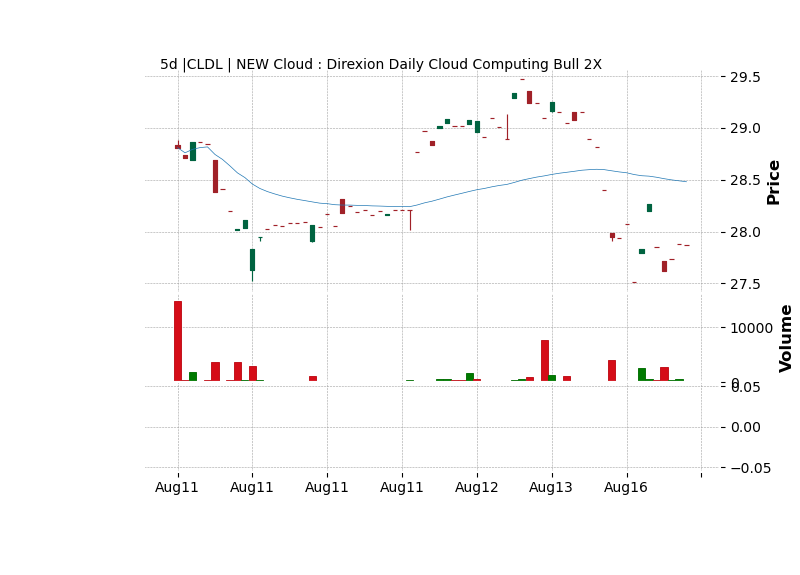 5d |CLDL | NEW Cloud : Direxion Daily Cloud Computing Bull 2X
29.5
29.0
28.5
28.0
27.5
Price
10000
0
Volume
0.05
0.00
−0.05
Aug11 Aug11 Aug11 Aug11 Aug12 Aug13 Aug16